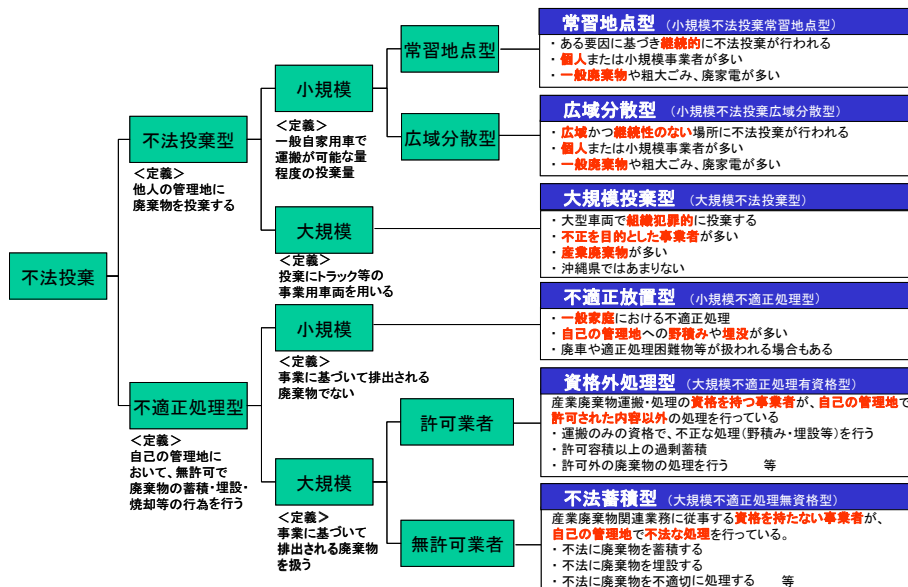 不法投棄
不法投棄型
＜定義＞
他人の管理地に
廃棄物を投棄する
小規模
＜定義＞
一般自家用車で
運搬が可能な量
程度の投棄量
常習地点型
常習地点型（小規模不法投棄常習地点型）
・ある要因に基づき継続的に不法投棄が行われる
・個人または小規模事業者が多い
・一般廃棄物や粗大ごみ、廃家電が多い
広域分散型
広域分散型（小規模不法投棄広域分散型）
・広域かつ継続性のない場所に不法投棄が行われる
・個人または小規模事業者が多い
・一般廃棄物や粗大ごみ、廃家電が多い
大規模
＜定義＞
投棄にトラック等の
事業用車両を用いる
大規模投棄型（大規模不法投棄型）
・大型車両で組織犯罪的に投棄する
・不正を目的とした事業者が多い
・産業廃棄物が多い
・沖縄県ではあまりない
不適正処理型
＜定義＞
自己の管理地に
おいて、無許可で
廃棄物の蓄積・埋設・
焼却等の行為を行う
小規模
＜定義＞
事業に基づいて排出される
廃棄物でない
不適正放置型（小規模不適正処理型）
・一般家庭における不適正処理
・自己の管理地への野積みや埋没が多い
・廃車や適正処理困難物等が扱われる場合もある
大規模
＜定義＞
事業に基づいて
排出される廃棄物
を扱う
許可業者
資格外処理型（大規模不適正処理有資格型）
産業廃棄物運搬・処理の資格を持つ事業者が、自己の管理地で
許可された内容以外の処理を行っている
・運搬のみの資格で、不正な処理（野積み・埋設等）を行う
・許可容積以上の過剰蓄積
・許可外の廃棄物の処理を行う　　等
無許可業者
不法蓄積型（大規模不適正処理無資格型）
産業廃棄物関連業務に従事する資格を持たない事業者が、
自己の管理地で不法な処理を行っている。
・不法に廃棄物を蓄積する
・不法に廃棄物を埋設する
・不法に廃棄物を不適切に処理する　　等